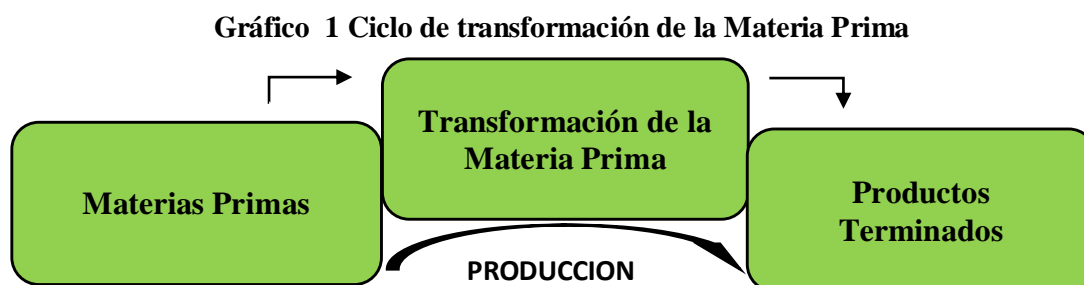 Gráfico 1 Ciclo de transformación de la Materia Prima
Transformación de la
Materia Prima
Materias Primas
Productos
Terminados
PRODUCCION